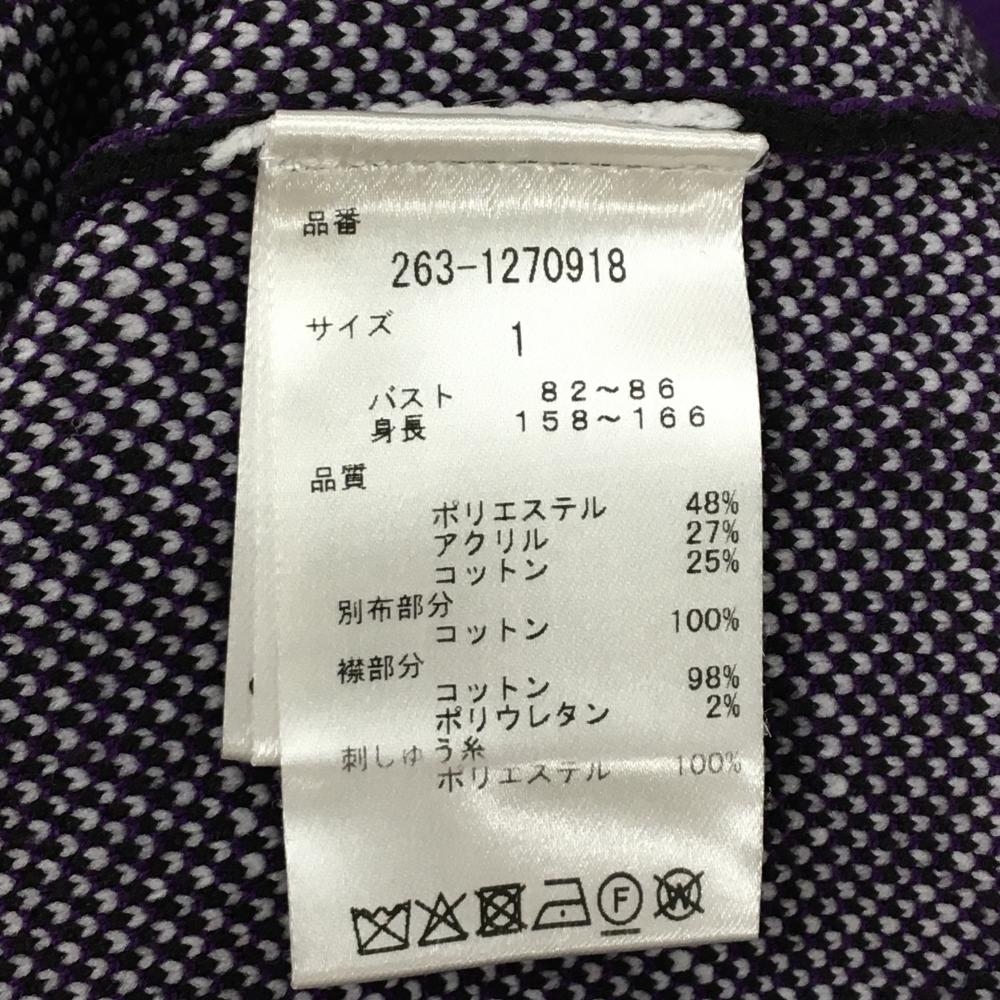 品番
263-1270918
サイズ 1
バスト 82～86
身長 158～166
品質
ポリエステル 48%
アクリル 27%
コットン 25%
別布部分
コットン 100%
襟部分
コットン 98%
ポリウレタン 2%
刺しゅう糸
ポリエステル 100%
F W